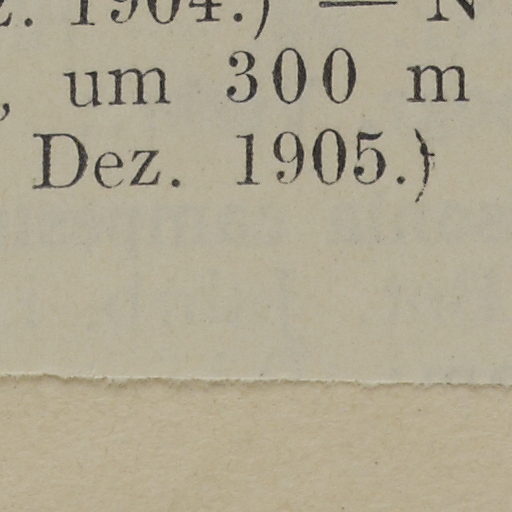 z. 1904.) — N
, um 300 m
Dez. 1905.)